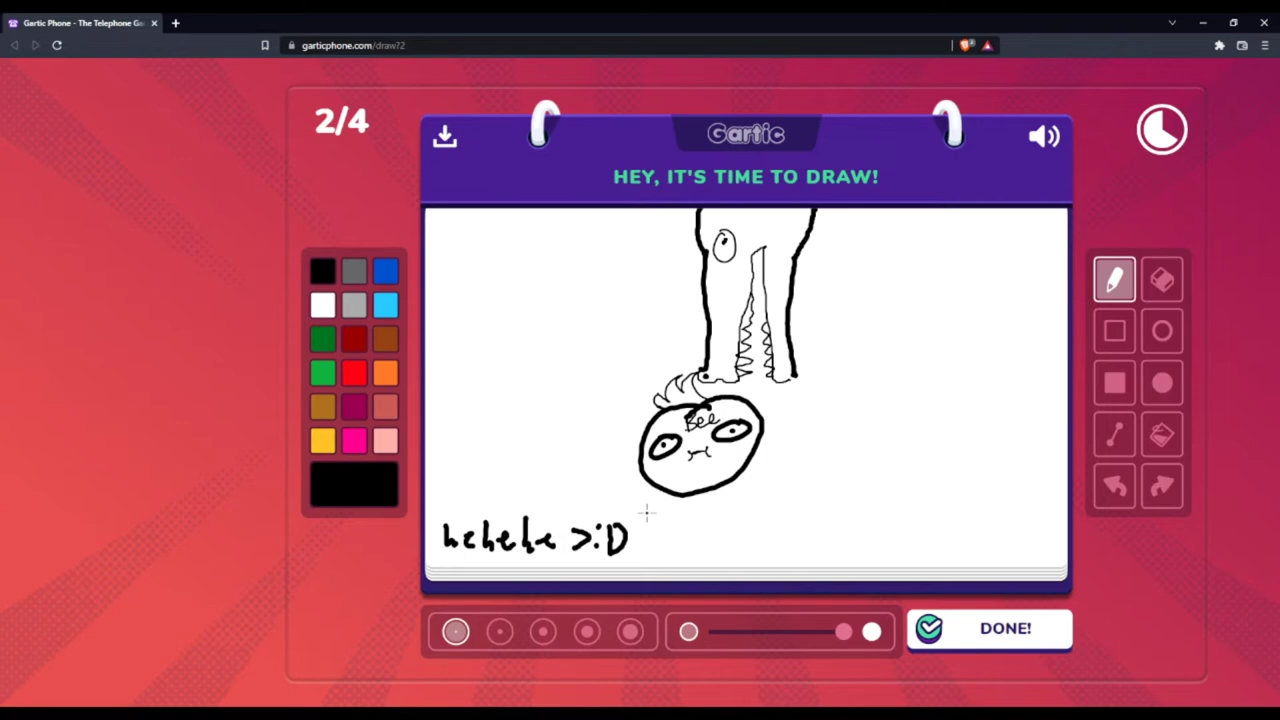 Gartic Phone - The Telephone Ga
garticphone.com/draw?2
2/4
Gartic
HEY, IT'S TIME TO DRAW!
Bee
hehehe >:D
DONE!